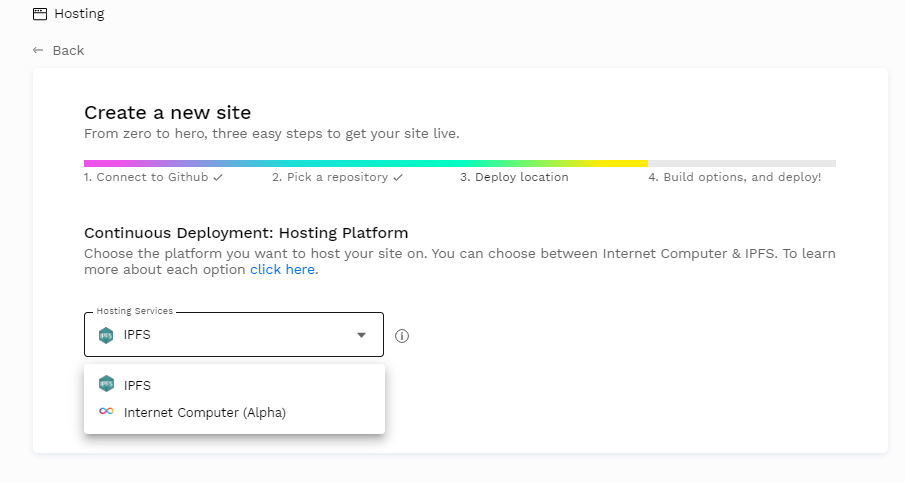 Hosting
← Back
Create a new site
From zero to hero, three easy steps to get your site live.
1. Connect to Github ✓
2. Pick a repository ✓
3. Deploy location
4. Build options, and deploy!
Continuous Deployment: Hosting Platform
Choose the platform you want to host your site on. You can choose between Internet Computer & IPFS. To learn
more about each option click here.
Hosting Services
IPFS
IPFS
Internet Computer (Alpha)